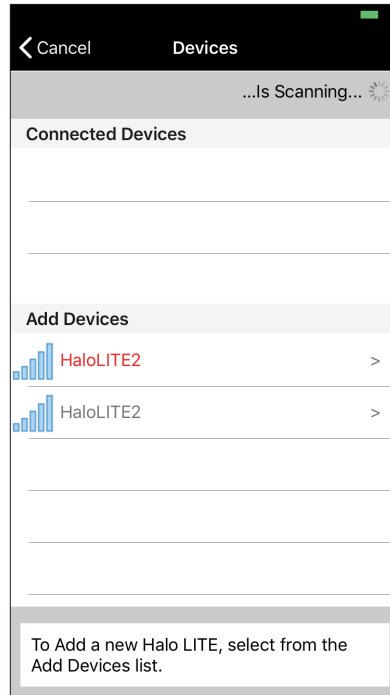 Cancel
Devices
...Is Scanning...
Connected Devices
Add Devices
HaloLITE2 >
HaloLITE2 >
To Add a new Halo LITE, select from the
Add Devices list.